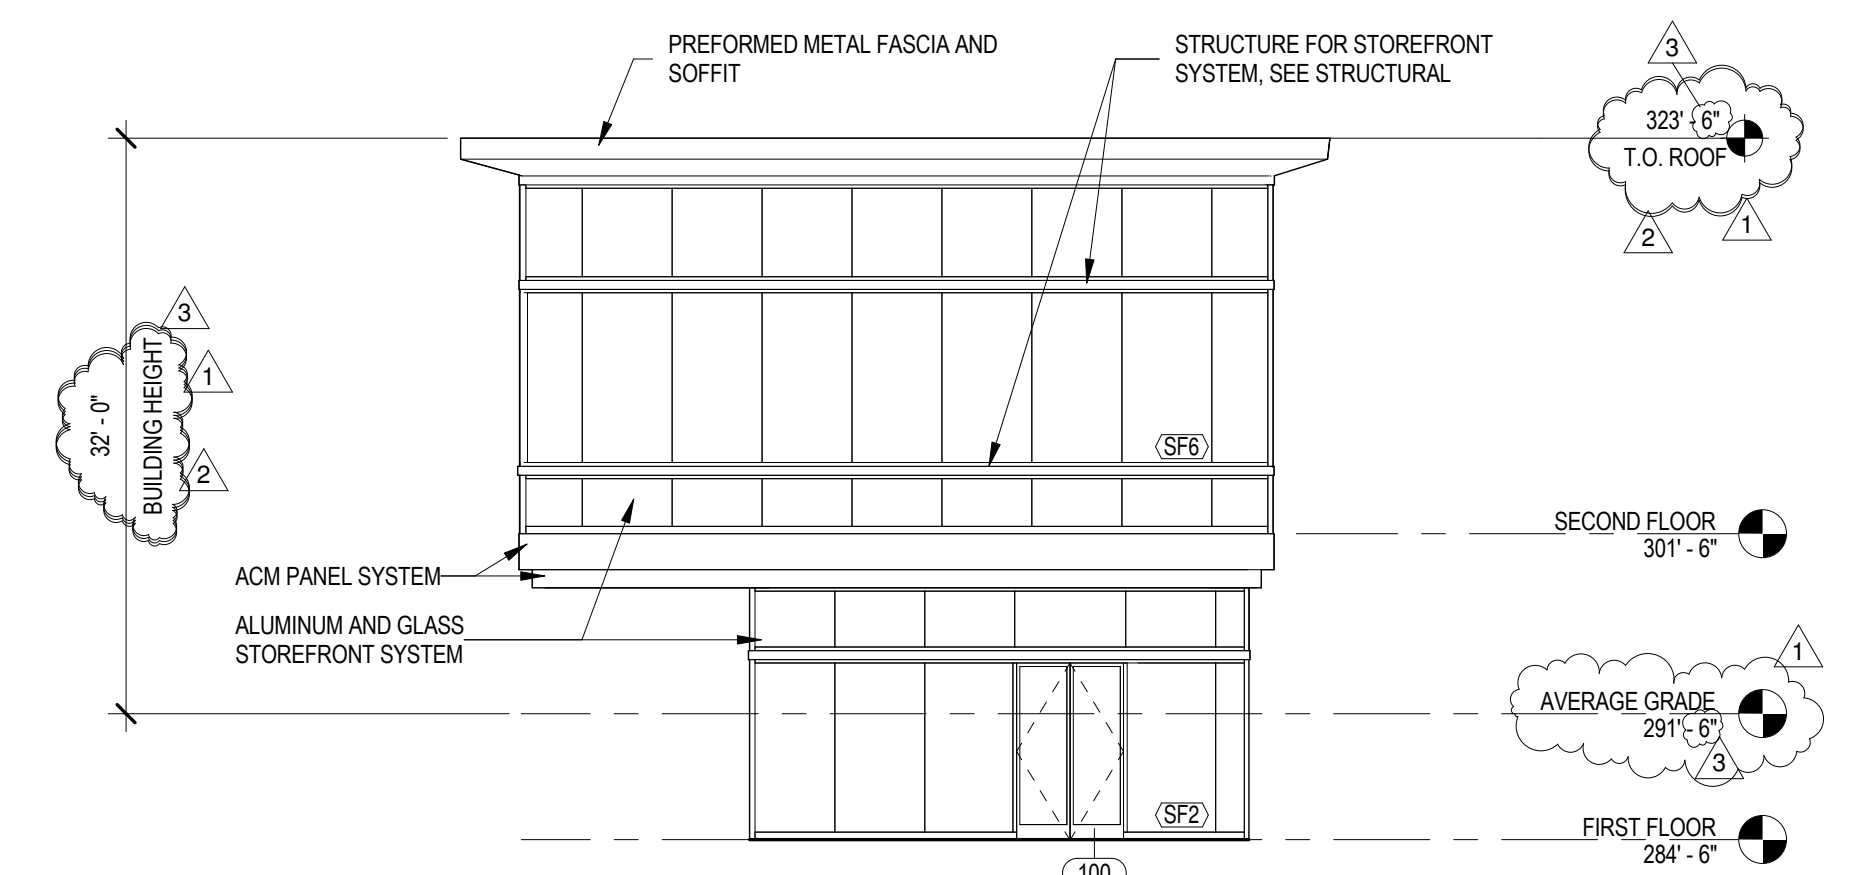 PREFORMED METAL FASCIA AND
SOFFIT
STRUCTURE FOR STOREFRONT
SYSTEM, SEE STRUCTURAL
3
323' - 6"
T.O. ROOF
2
1
3
1
2
32' - 0"
BUILDING HEIGHT
SF6
SECOND FLOOR
301' - 6"
ACM PANEL SYSTEM
ALUMINUM AND GLASS
STOREFRONT SYSTEM
1
AVERAGE GRADE
291' - 6"
3
SF2
FIRST FLOOR
284' - 6"
100